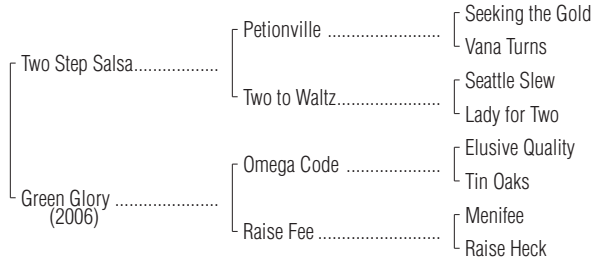 Seeking the Gold
Petionville ..................
Vana Turns
Two Step Salsa..................
Seattle Slew
Two to Waltz.....................
Lady for Two
Elusive Quality
Omega Code ...............
Tin Oaks
Green Glory ....................
(2006)
Menifee
Raise Fee ....................
Raise Heck